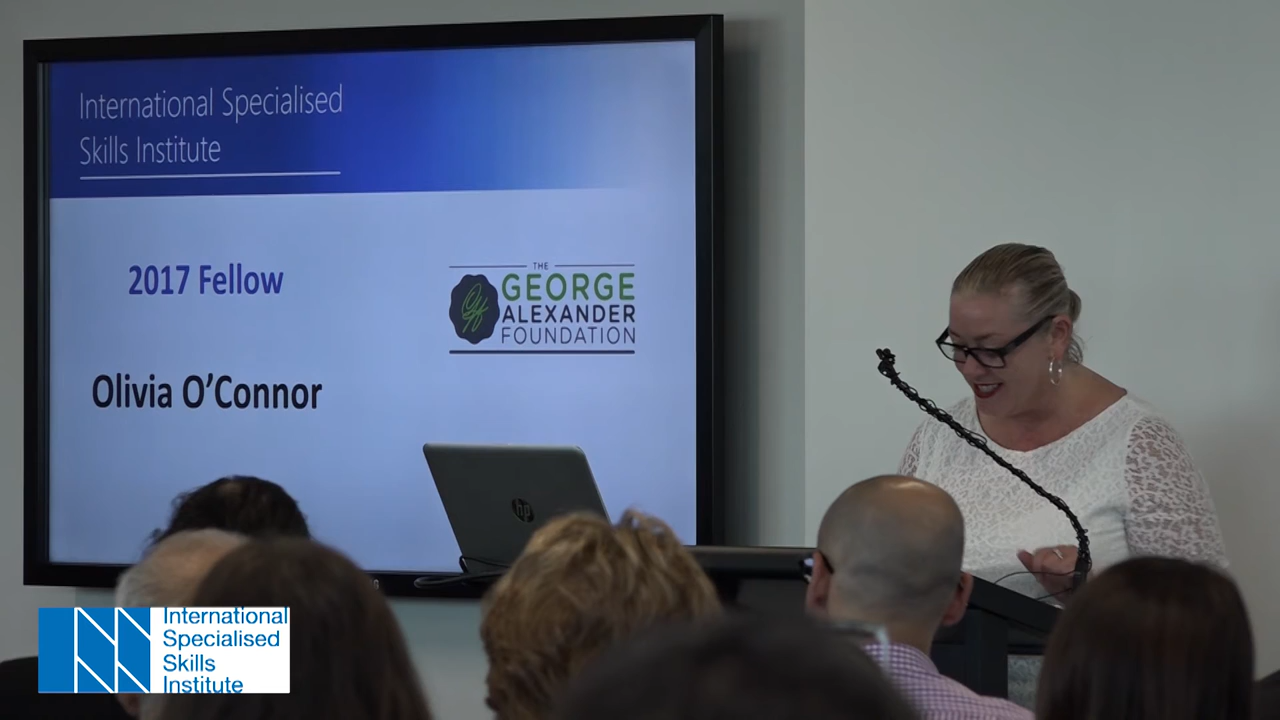 International Specialised
Skills Institute
2017 Fellow
THE
GEORGE
ALEXANDER
FOUNDATION
Olivia O'Connor
hp
International
Specialised
Skills
Institute